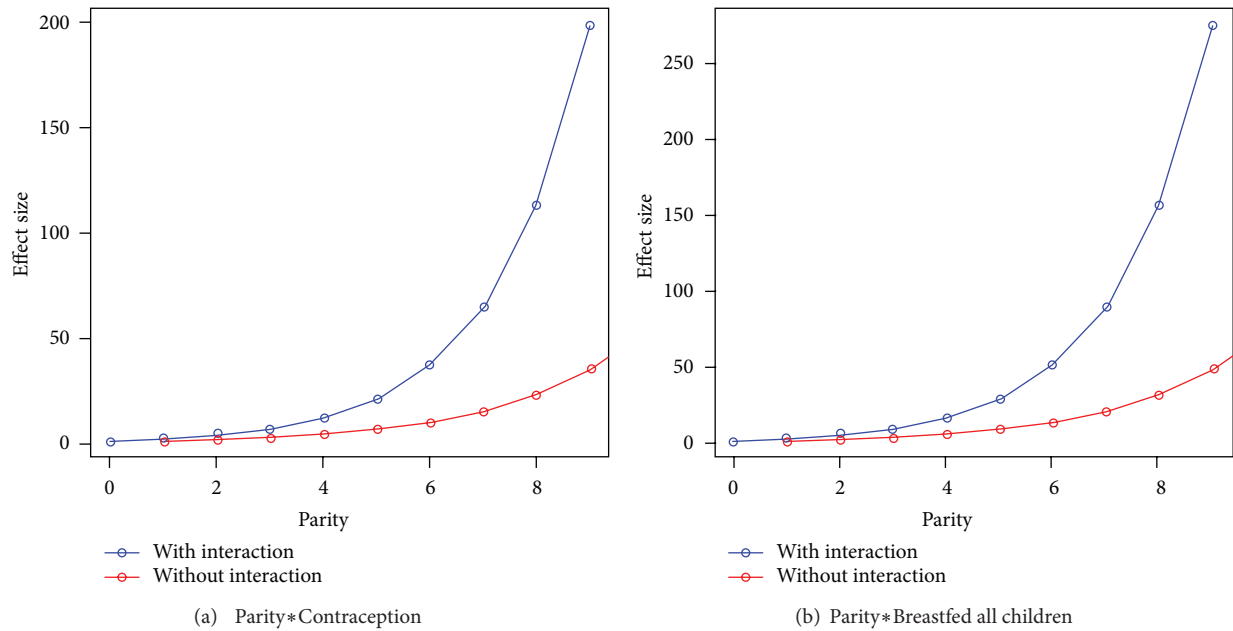 200
150
100
50
0
Effect size
0 2 4 6 8
Parity
With interaction
Without interaction
(a) Parity∗Contraception
250
200
150
100
50
0
Effect size
0 2 4 6 8
Parity
With interaction
Without interaction
(b) Parity∗Breastfed all children